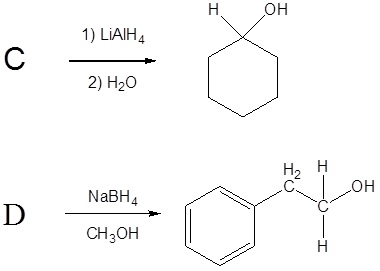 H OH
C 1) LiAlH4
2) H2O
D NaBH4
CH3OH
H2 H
C C OH
H